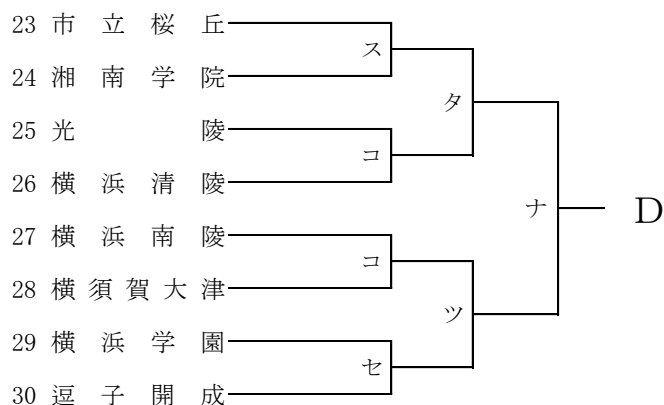 23 市立桜丘
ス
24 湘南学院
タ
25 光陵
コ
26 横浜清陵
ナ D
27 横浜南陵
コ
28 横須賀大津
ツ
29 横浜学園
セ
30 逗子開成